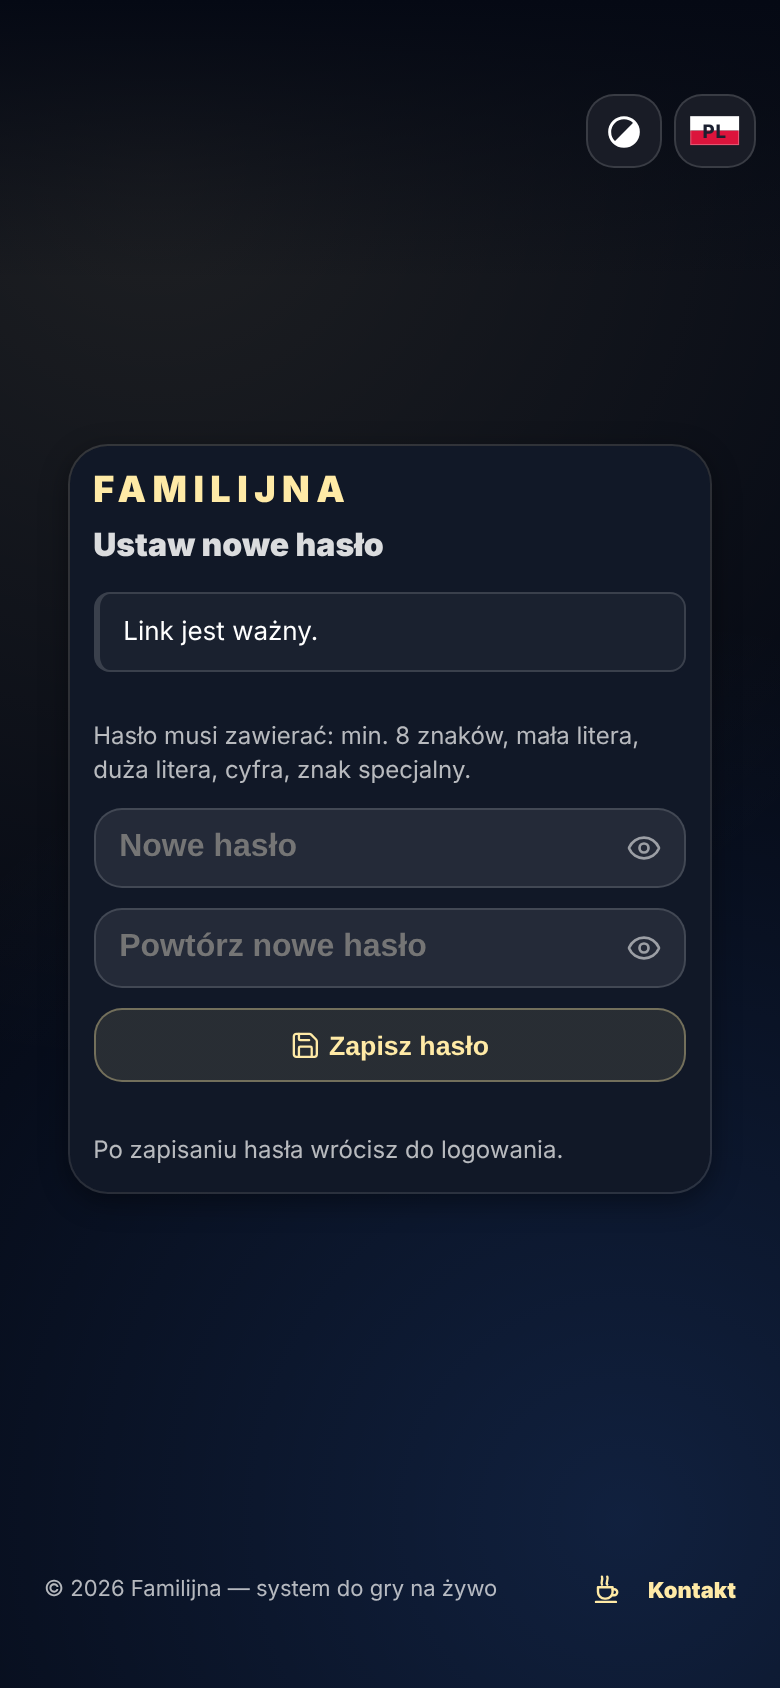 PL
FAMILIJNA
Ustaw nowe hasło
Link jest ważny.
Hasło musi zawierać: min. 8 znaków, mała litera,
duża litera, cyfra, znak specjalny.
Nowe hasło
Powtórz nowe hasło
Zapisz hasło
Po zapisaniu hasła wrócisz do logowania.
© 2026 Familijna — system do gry na żywo
Kontakt